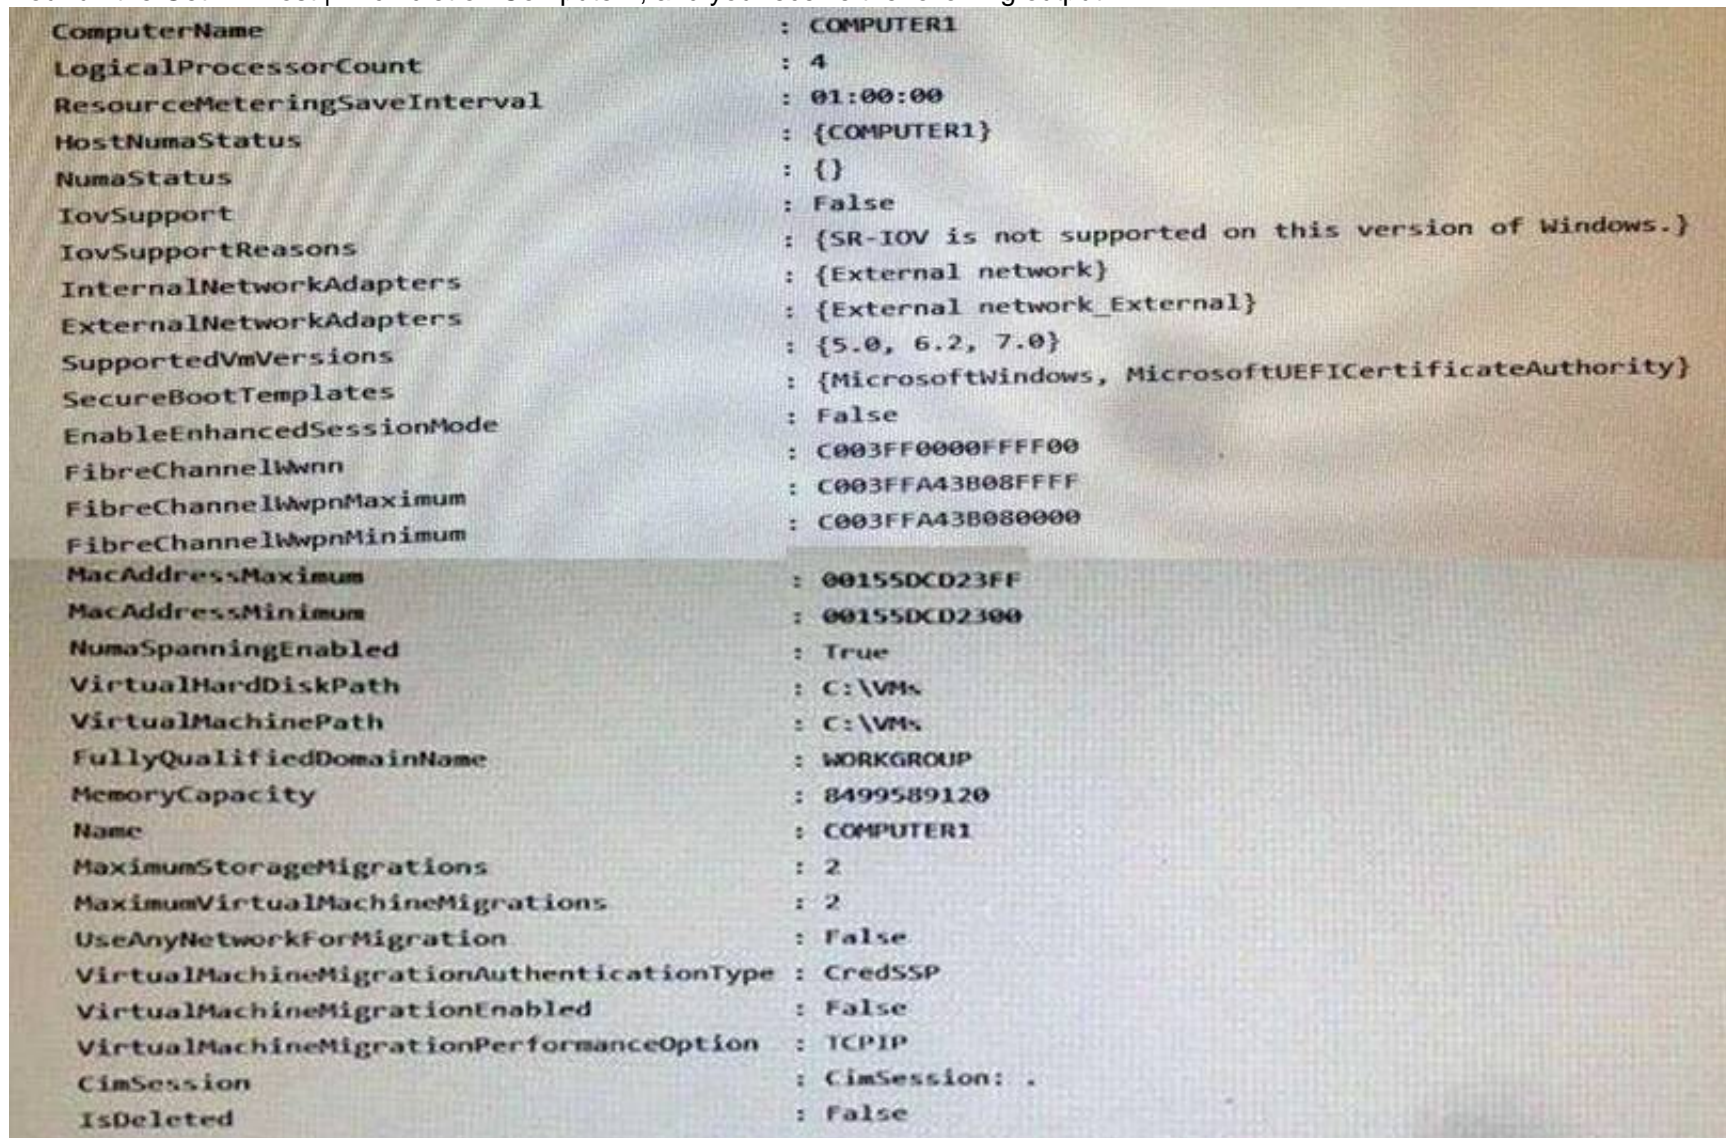 ComputerName : COMPUTER1
LogicalProcessorCount : 4
ResourceMeteringSaveInterval : 01:00:00
HostNumaStatus : {COMPUTER1}
NumaStatus : {}
IovSupport : False
IovSupportReasons : {SR-IOV is not supported on this version of Windows.}
InternalNetworkAdapters : {External network}
ExternalNetworkAdapters : {External network_External}
SupportedVmVersions : {5.0, 6.2, 7.0}
SecureBootTemplates : {MicrosoftWindows, MicrosoftUEFICertificateAuthority}
EnableEnhancedSessionMode : False
FibreChannelWwnn : C003FF0000FFFF00
FibreChannelWwpnMaximum : C003FFA43B08FFFF
FibreChannelWwpnMinimum : C003FFA43B080000
MacAddressMaximum : 00155DCD23FF
MacAddressMinimum : 00155DCD2300
NumaSpanningEnabled : True
VirtualHardDiskPath : C:\VMs
VirtualMachinePath : C:\VMs
FullyQualifiedDomainName : WORKGROUP
MemoryCapacity : 8499589120
Name : COMPUTER1
MaximumStorageMigrations : 2
MaximumVirtualMachineMigrations : 2
UseAnyNetworkForMigration : False
VirtualMachineMigrationAuthenticationType : CredSSP
VirtualMachineMigrationEnabled : False
VirtualMachineMigrationPerformanceOption : TCPIP
CimSession : CimSession: .
IsDeleted : False